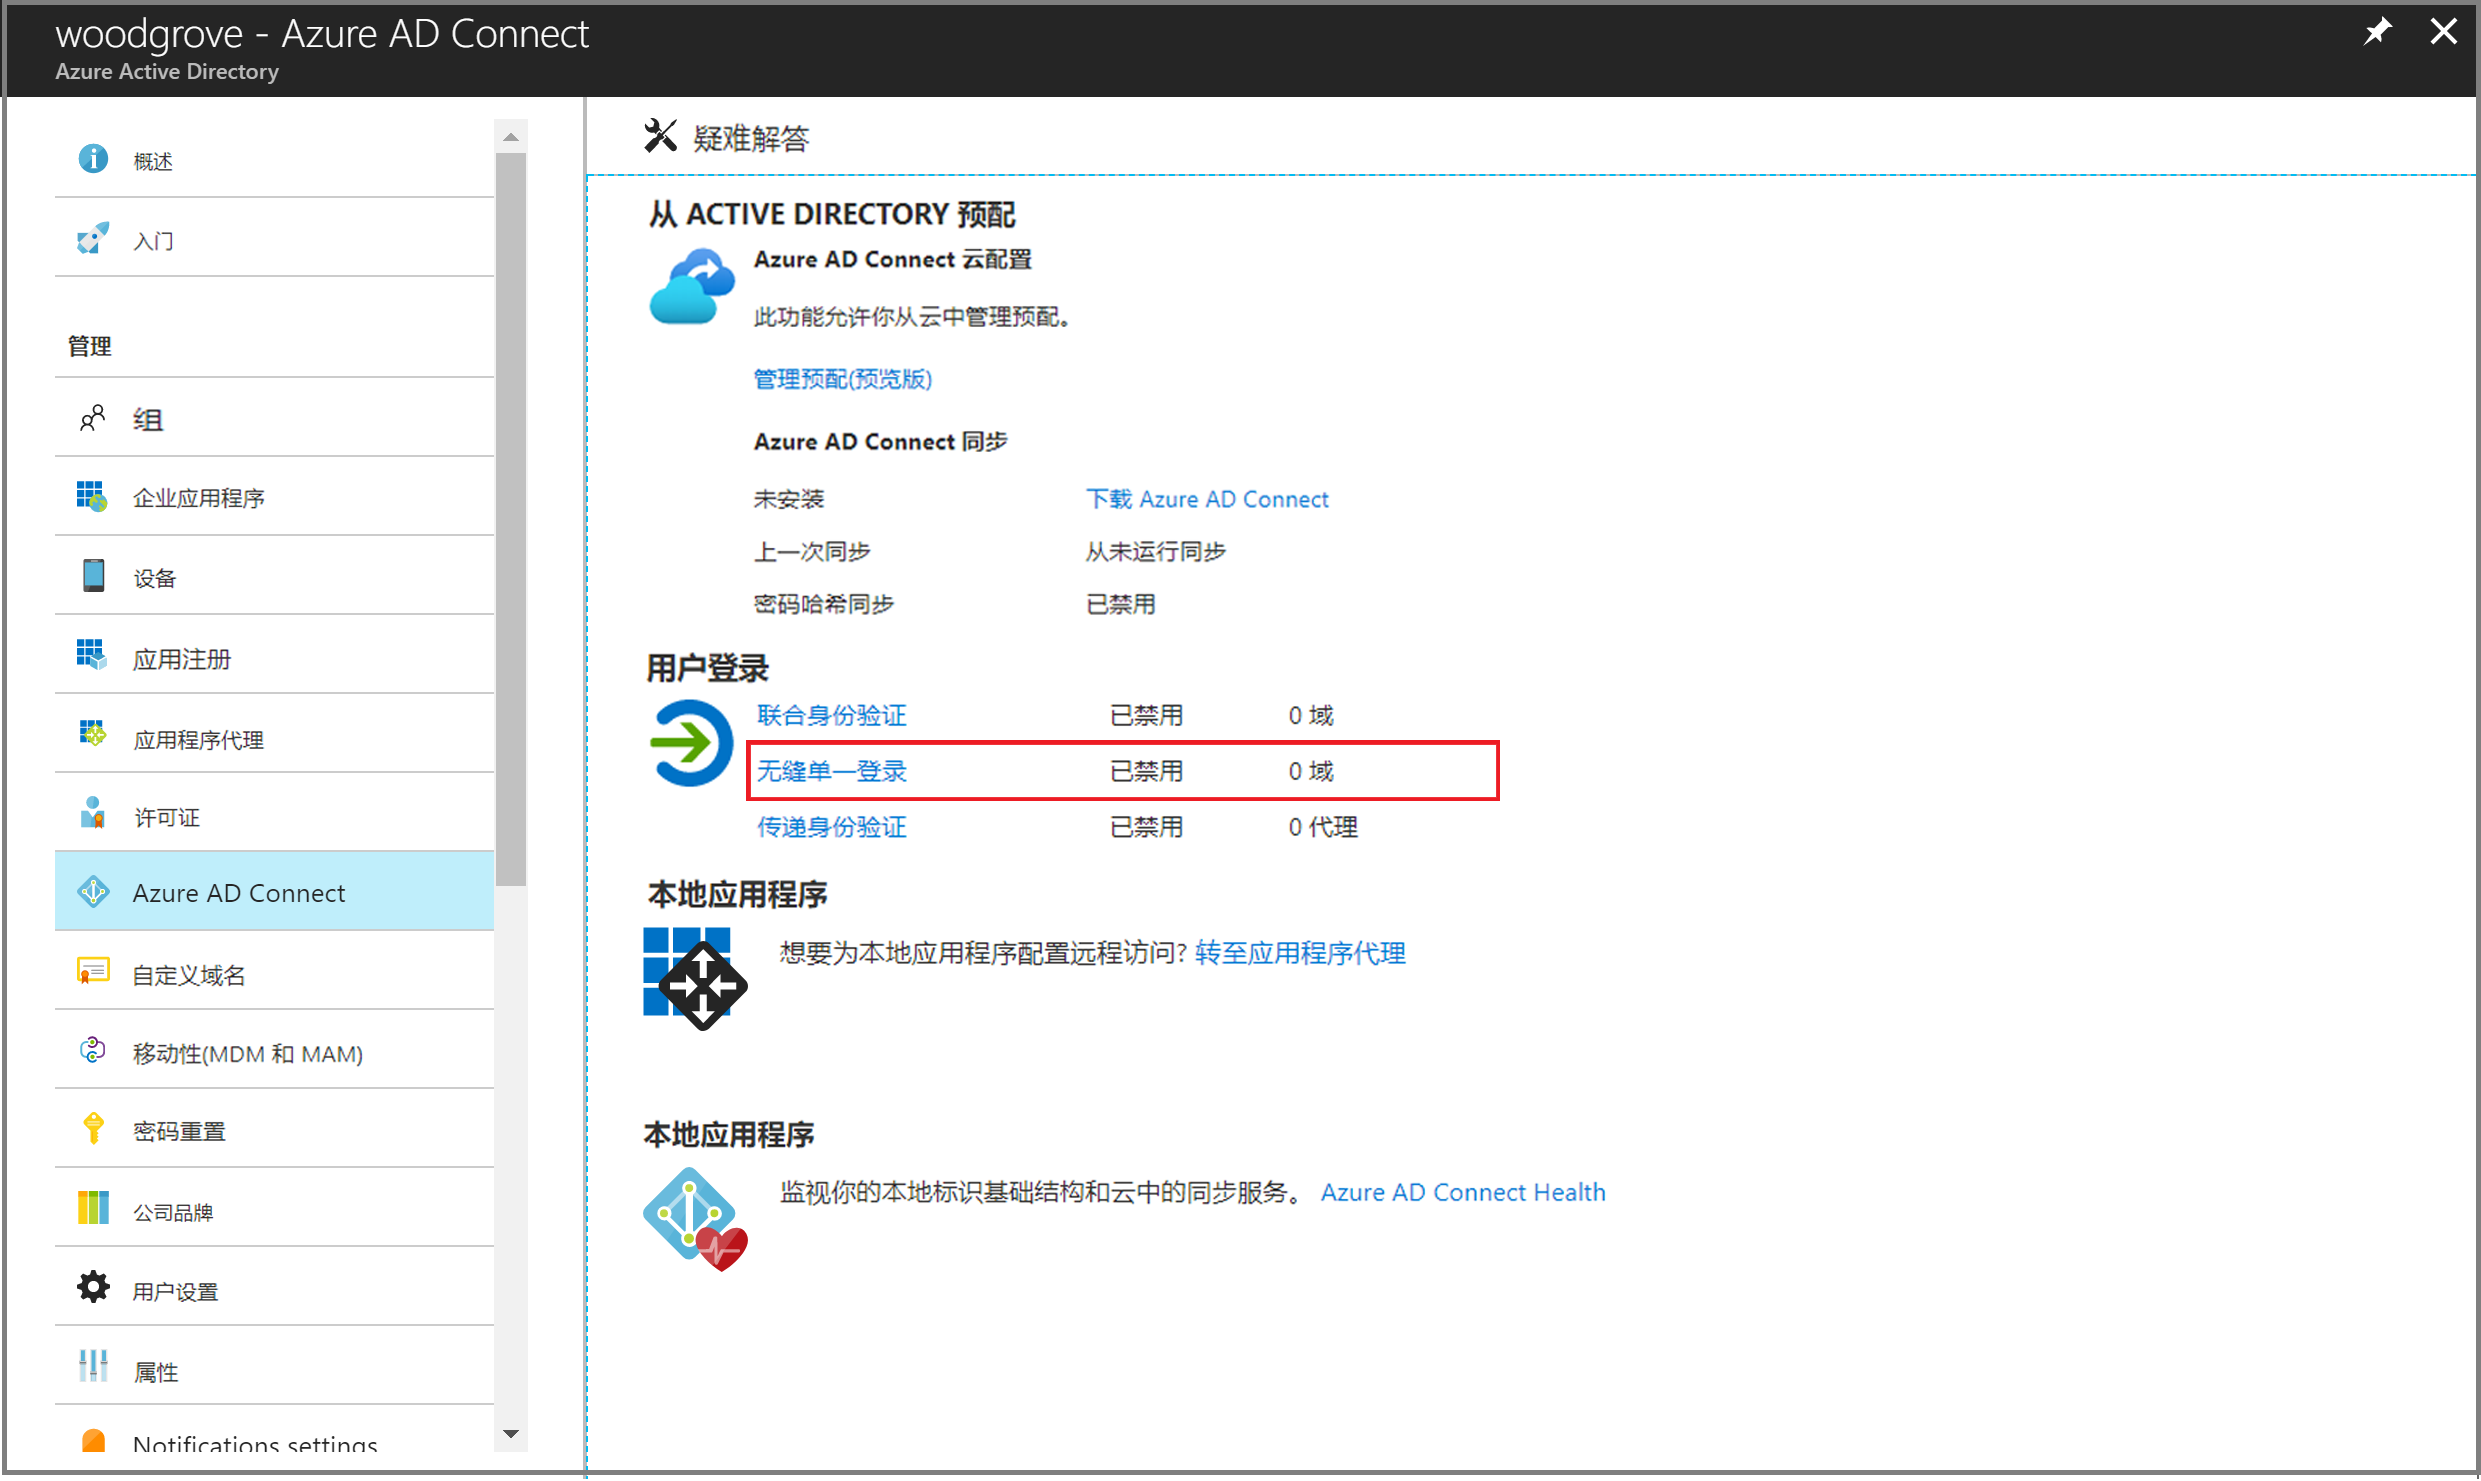 woodgrove - Azure AD Connect
Azure Active Directory
概述
入门
管理
组
企业应用程序
设备
应用注册
应用程序代理
许可证
Azure AD Connect
自定义域名
移动性(MDM 和 MAM)
密码重置
公司品牌
用户设置
属性
Notifications settings
疑难解答
从 ACTIVE DIRECTORY 预配
Azure AD Connect 云配置
此功能允许你从云中管理预配。
管理预配(预览版)
Azure AD Connect 同步
未安装 下载 Azure AD Connect
上一次同步 从未运行同步
密码哈希同步 已禁用
用户登录
联合身份验证 已禁用 0 域
无缝单一登录 已禁用 0 域
传递身份验证 已禁用 0 代理
本地应用程序
想要为本地应用程序配置远程访问? 转至应用程序代理
本地应用程序
监视你的本地标识基础结构和云中的同步服务。 Azure AD Connect Health